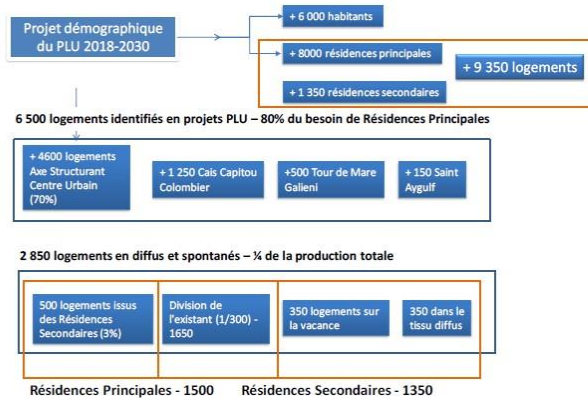 Projet démographique
du PLU 2018-2030
+ 6 000 habitants
+ 8000 résidences principales
+ 9 350 logements
+ 1 350 résidences secondaires
6 500 logements identifiés en projets PLU – 80% du besoin de Résidences Principales
+ 4600 logements
Axe Structurant
Centre Urbain
(70%)
+ 1 250 Cais Capitou
Colombier
+500 Tour de Mare
Galieni
+ 150 Saint
Aygulf
2 850 logements en diffus et spontanés – ¼ de la production totale
500 logements issus
des Résidences
Secondaires (3%)
Division de
l'existant (1/300) -
1650
350 logements sur
la vacance
350 dans le
tissu diffus
Résidences Principales - 1500
Résidences Secondaires - 1350